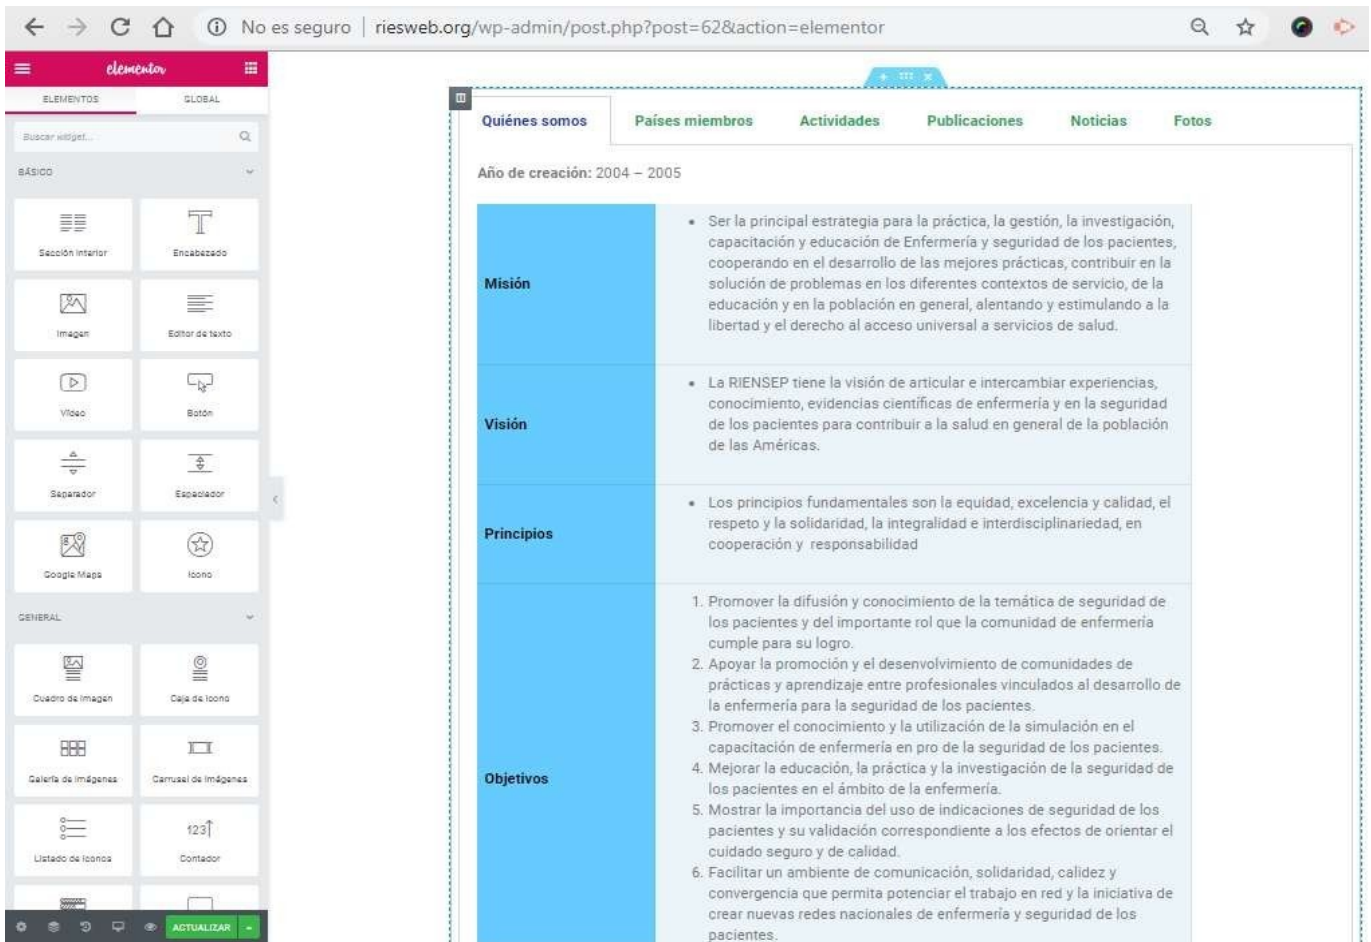 No es seguro | riesweb.org/wp-admin/post.php?post=62&action=elementor
elementor
ELEMENTOS GLOBAL
Buscar widget...
BÁSICO
Sección interior Encabezado
Imagen Editor de texto
Vídeo Botón
Separador Espaciador
Google Maps Icono
GENERAL
Cuadro de imagen Caja de icono
Galería de imágenes Carrusel de imágenes
123
Listado de iconos Contador
ACTUALIZAR
Quiénes somos Países miembros Actividades Publicaciones Noticias Fotos
Año de creación: 2004 – 2005
Misión
• Ser la principal estrategia para la práctica, la gestión, la investigación,
capacitación y educación de Enfermería y seguridad de los pacientes,
cooperando en el desarrollo de las mejores prácticas, contribuir en la
solución de problemas en los diferentes contextos de servicio, de la
educación y en la población en general, alentando y estimulando a la
libertad y el derecho al acceso universal a servicios de salud.
Visión
• La RIENSEP tiene la visión de articular e intercambiar experiencias,
conocimiento, evidencias científicas de enfermería y en la seguridad
de los pacientes para contribuir a la salud en general de la población
de las Américas.
Principios
• Los principios fundamentales son la equidad, excelencia y calidad, el
respeto y la solidaridad, la integralidad e interdisciplinariedad, en
cooperación y responsabilidad
Objetivos
1. Promover la difusión y conocimiento de la temática de seguridad de
los pacientes y del importante rol que la comunidad de enfermería
cumple para su logro.
2. Apoyar la promoción y el desenvolvimiento de comunidades de
prácticas y aprendizaje entre profesionales vinculados al desarrollo de
la enfermería para la seguridad de los pacientes.
3. Promover el conocimiento y la utilización de la simulación en el
capacitación de enfermería en pro de la seguridad de los pacientes.
4. Mejorar la educación, la práctica y la investigación de la seguridad de
los pacientes en el ámbito de la enfermería.
5. Mostrar la importancia del uso de indicaciones de seguridad de los
pacientes y su validación correspondiente a los efectos de orientar el
cuidado seguro y de calidad.
6. Facilitar un ambiente de comunicación, solidaridad, calidez y
convergencia que permita potenciar el trabajo en red y la iniciativa de
crear nuevas redes nacionales de enfermería y seguridad de los
pacientes.